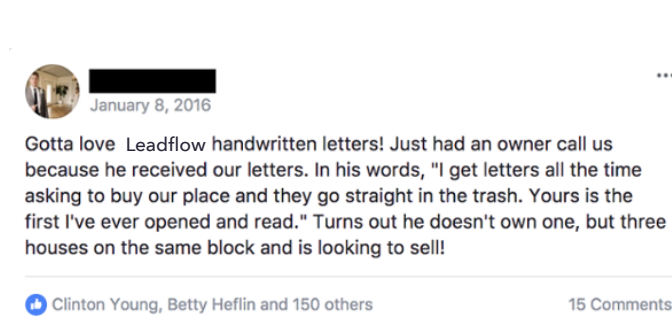 January 8, 2016
Gotta love Leadflow handwritten letters! Just had an owner call us
because he received our letters. In his words, "I get letters all the time
asking to buy our place and they go straight in the trash. Yours is the
first I've ever opened and read." Turns out he doesn't own one, but three
houses on the same block and is looking to sell!
Clinton Young, Betty Heflin and 150 others 15 Comments